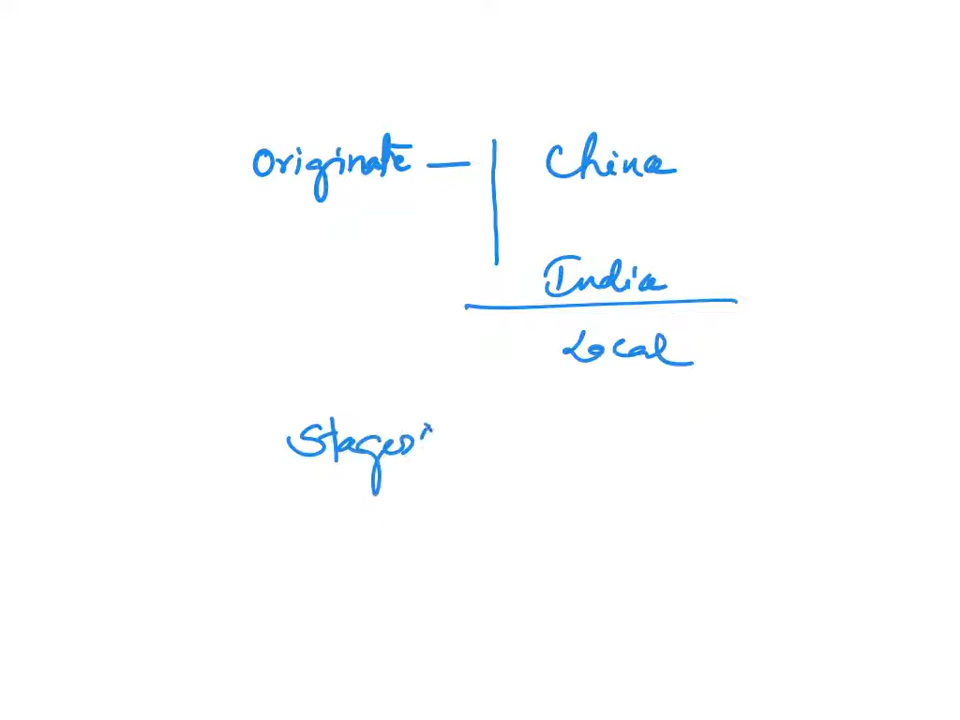 Originate — China
India
Local
Stages